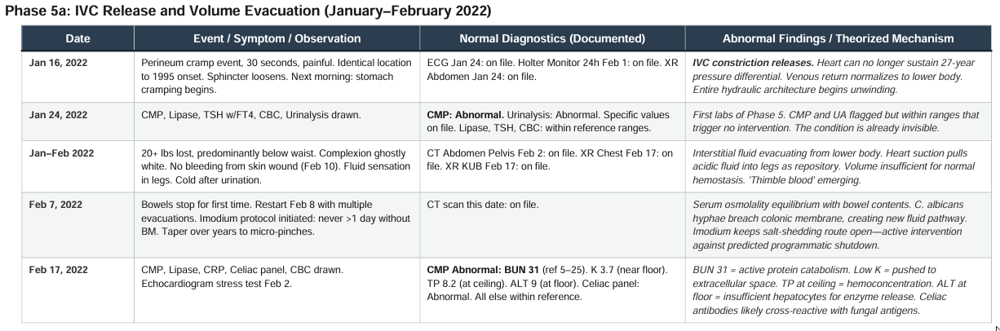 Phase 5a: IVC Release and Volume Evacuation (January–February 2022)
Date
Event / Symptom / Observation
Normal Diagnostics (Documented)
Abnormal Findings / Theorized Mechanism
Jan 16, 2022
Perineum cramp event, 30 seconds, painful. Identical location
to 1995 onset. Sphincter loosens. Next morning: stomach
cramping begins.
ECG Jan 24: on file. Holter Monitor 24h Feb 1: on file. XR
Abdomen Jan 24: on file.
IVC constriction releases. Heart can no longer sustain 27-year
pressure differential. Venous return normalizes to lower body.
Entire hydraulic architecture begins unwinding.
Jan 24, 2022
CMP, Lipase, TSH w/FT4, CBC, Urinalysis drawn.
CMP: Abnormal. Urinalysis: Abnormal. Specific values
on file. Lipase, TSH, CBC: within reference ranges.
First labs of Phase 5. CMP and UA flagged but within ranges that
trigger no intervention. The condition is already invisible.
Jan–Feb 2022
20+ lbs lost, predominantly below waist. Complexion ghostly
white. No bleeding from skin wound (Feb 10). Fluid sensation
in legs. Cold after urination.
CT Abdomen Pelvis Feb 2: on file. XR Chest Feb 17: on
file. XR KUB Feb 17: on file.
Interstitial fluid evacuating from lower body. Heart suction pulls
acidic fluid into legs as repository. Volume insufficient for normal
hemostasis. 'Thimble blood' emerging.
Feb 7, 2022
Bowels stop for first time. Restart Feb 8 with multiple
evacuations. Imodium protocol initiated: never >1 day without
BM. Taper over years to micro-pinches.
CT scan this date: on file.
Serum osmolality equilibrium with bowel contents. C. albicans
hyphae breach colonic membrane, creating new fluid pathway.
Imodium keeps salt-shedding route open—active intervention
against predicted programmatic shutdown.
Feb 17, 2022
CMP, Lipase, CRP, Celiac panel, CBC drawn.
Echocardiogram stress test Feb 2.
CMP Abnormal: BUN 31 (ref 5–25). K 3.7 (near floor).
TP 8.2 (at ceiling). ALT 9 (at floor). Celiac panel:
Abnormal. All else within reference.
BUN 31 = active protein catabolism. Low K = pushed to
extracellular space. TP at ceiling = hemoconcentration. ALT at
floor = insufficient hepatocytes for enzyme release. Celiac
antibodies likely cross-reactive with fungal antigens.